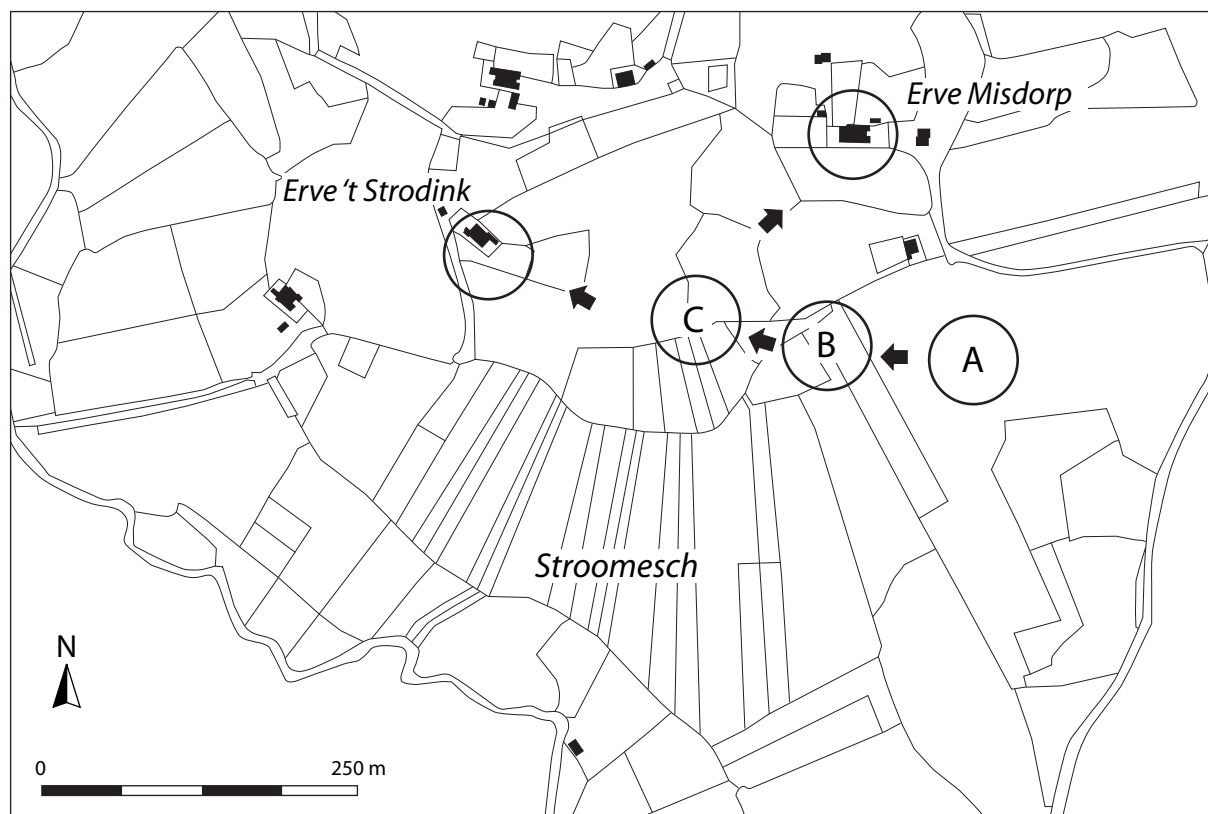 Erve Misdorp
Erve ‘t Strodink
C
B
A
Stroomesch
N
0 250 m